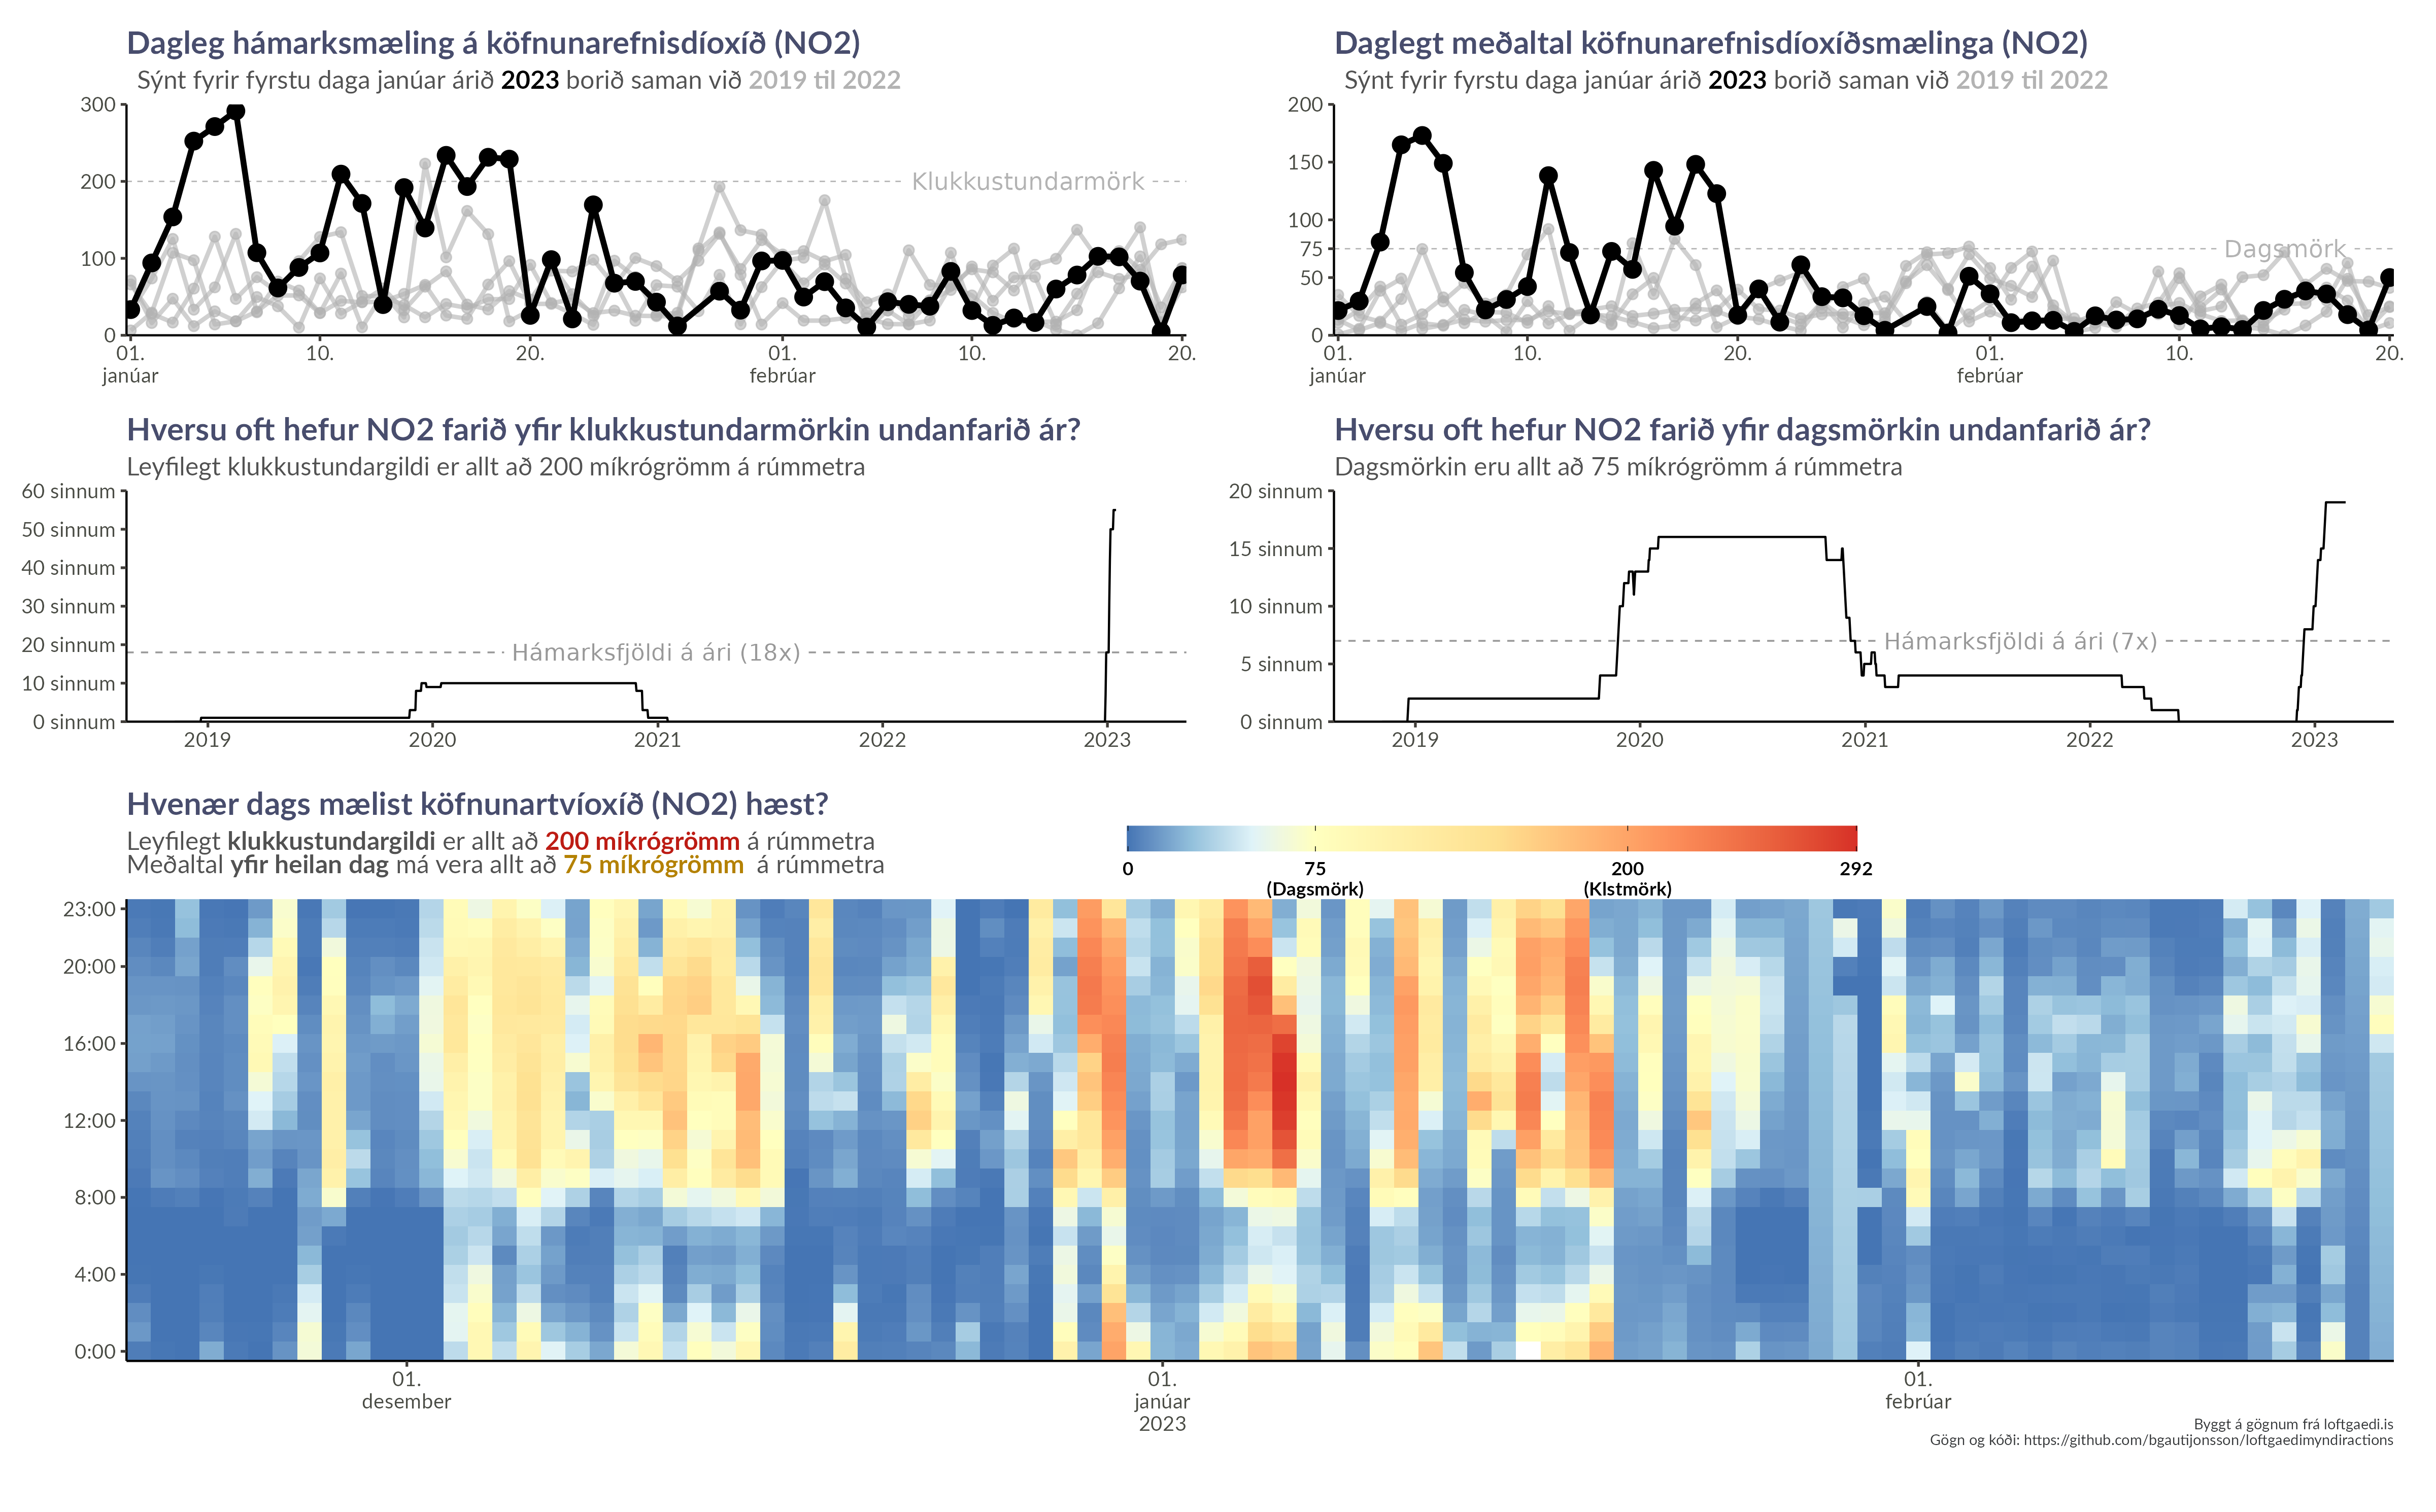 Dagleg hámarksmæling á köfnunarefnisdíoxíð (NO2)
Sýnt fyrir fyrstu daga janúar árið 2023 borið saman við 2019 til 2022
300
200
100
0
Klukkustundarmörk
01. 10. 20. 01. 10. 20.
janúar febrúar
Daglegt meðaltal köfnunarefnisdíoxíðsmælinga (NO2)
Sýnt fyrir fyrstu daga janúar árið 2023 borið saman við 2019 til 2022
200
150
100
75
50
0
Dagsmörk
01. 10. 20. 01. 10. 20.
janúar febrúar
Hversu oft hefur NO2 farið yfir klukkustundarmörkin undanfarið ár?
Leyfilegt klukkustundargildi er allt að 200 míkrógrömm á rúmmetra
60 sinnum
50 sinnum
40 sinnum
30 sinnum
20 sinnum
10 sinnum
0 sinnum
Hámarksfjöldi á ári (18x)
2019 2020 2021 2022 2023
Hversu oft hefur NO2 farið yfir dagsmörkin undanfarið ár?
Dagsmörkin eru allt að 75 míkrógrömm á rúmmetra
20 sinnum
15 sinnum
10 sinnum
5 sinnum
0 sinnum
Hámarksfjöldi á ári (7x)
2019 2020 2021 2022 2023
Hvenær dags mælist köfnunartvíoxíð (NO2) hæst?
Leyfilegt klukkustundargildi er allt að 200 míkrógrömm á rúmmetra
Meðaltal yfir heilan dag má vera allt að 75 míkrógrömm á rúmmetra
0 75 200 292
(Dagsmörk) (Klstmörk)
23:00
20:00
16:00
12:00
8:00
4:00
0:00
01. 01. 01.
desember janúar febrúar
2023
Byggt á gögnum frá loftgaedi.is
Gögn og kóði: https://github.com/bgautijonsson/loftgaedimyndiractions